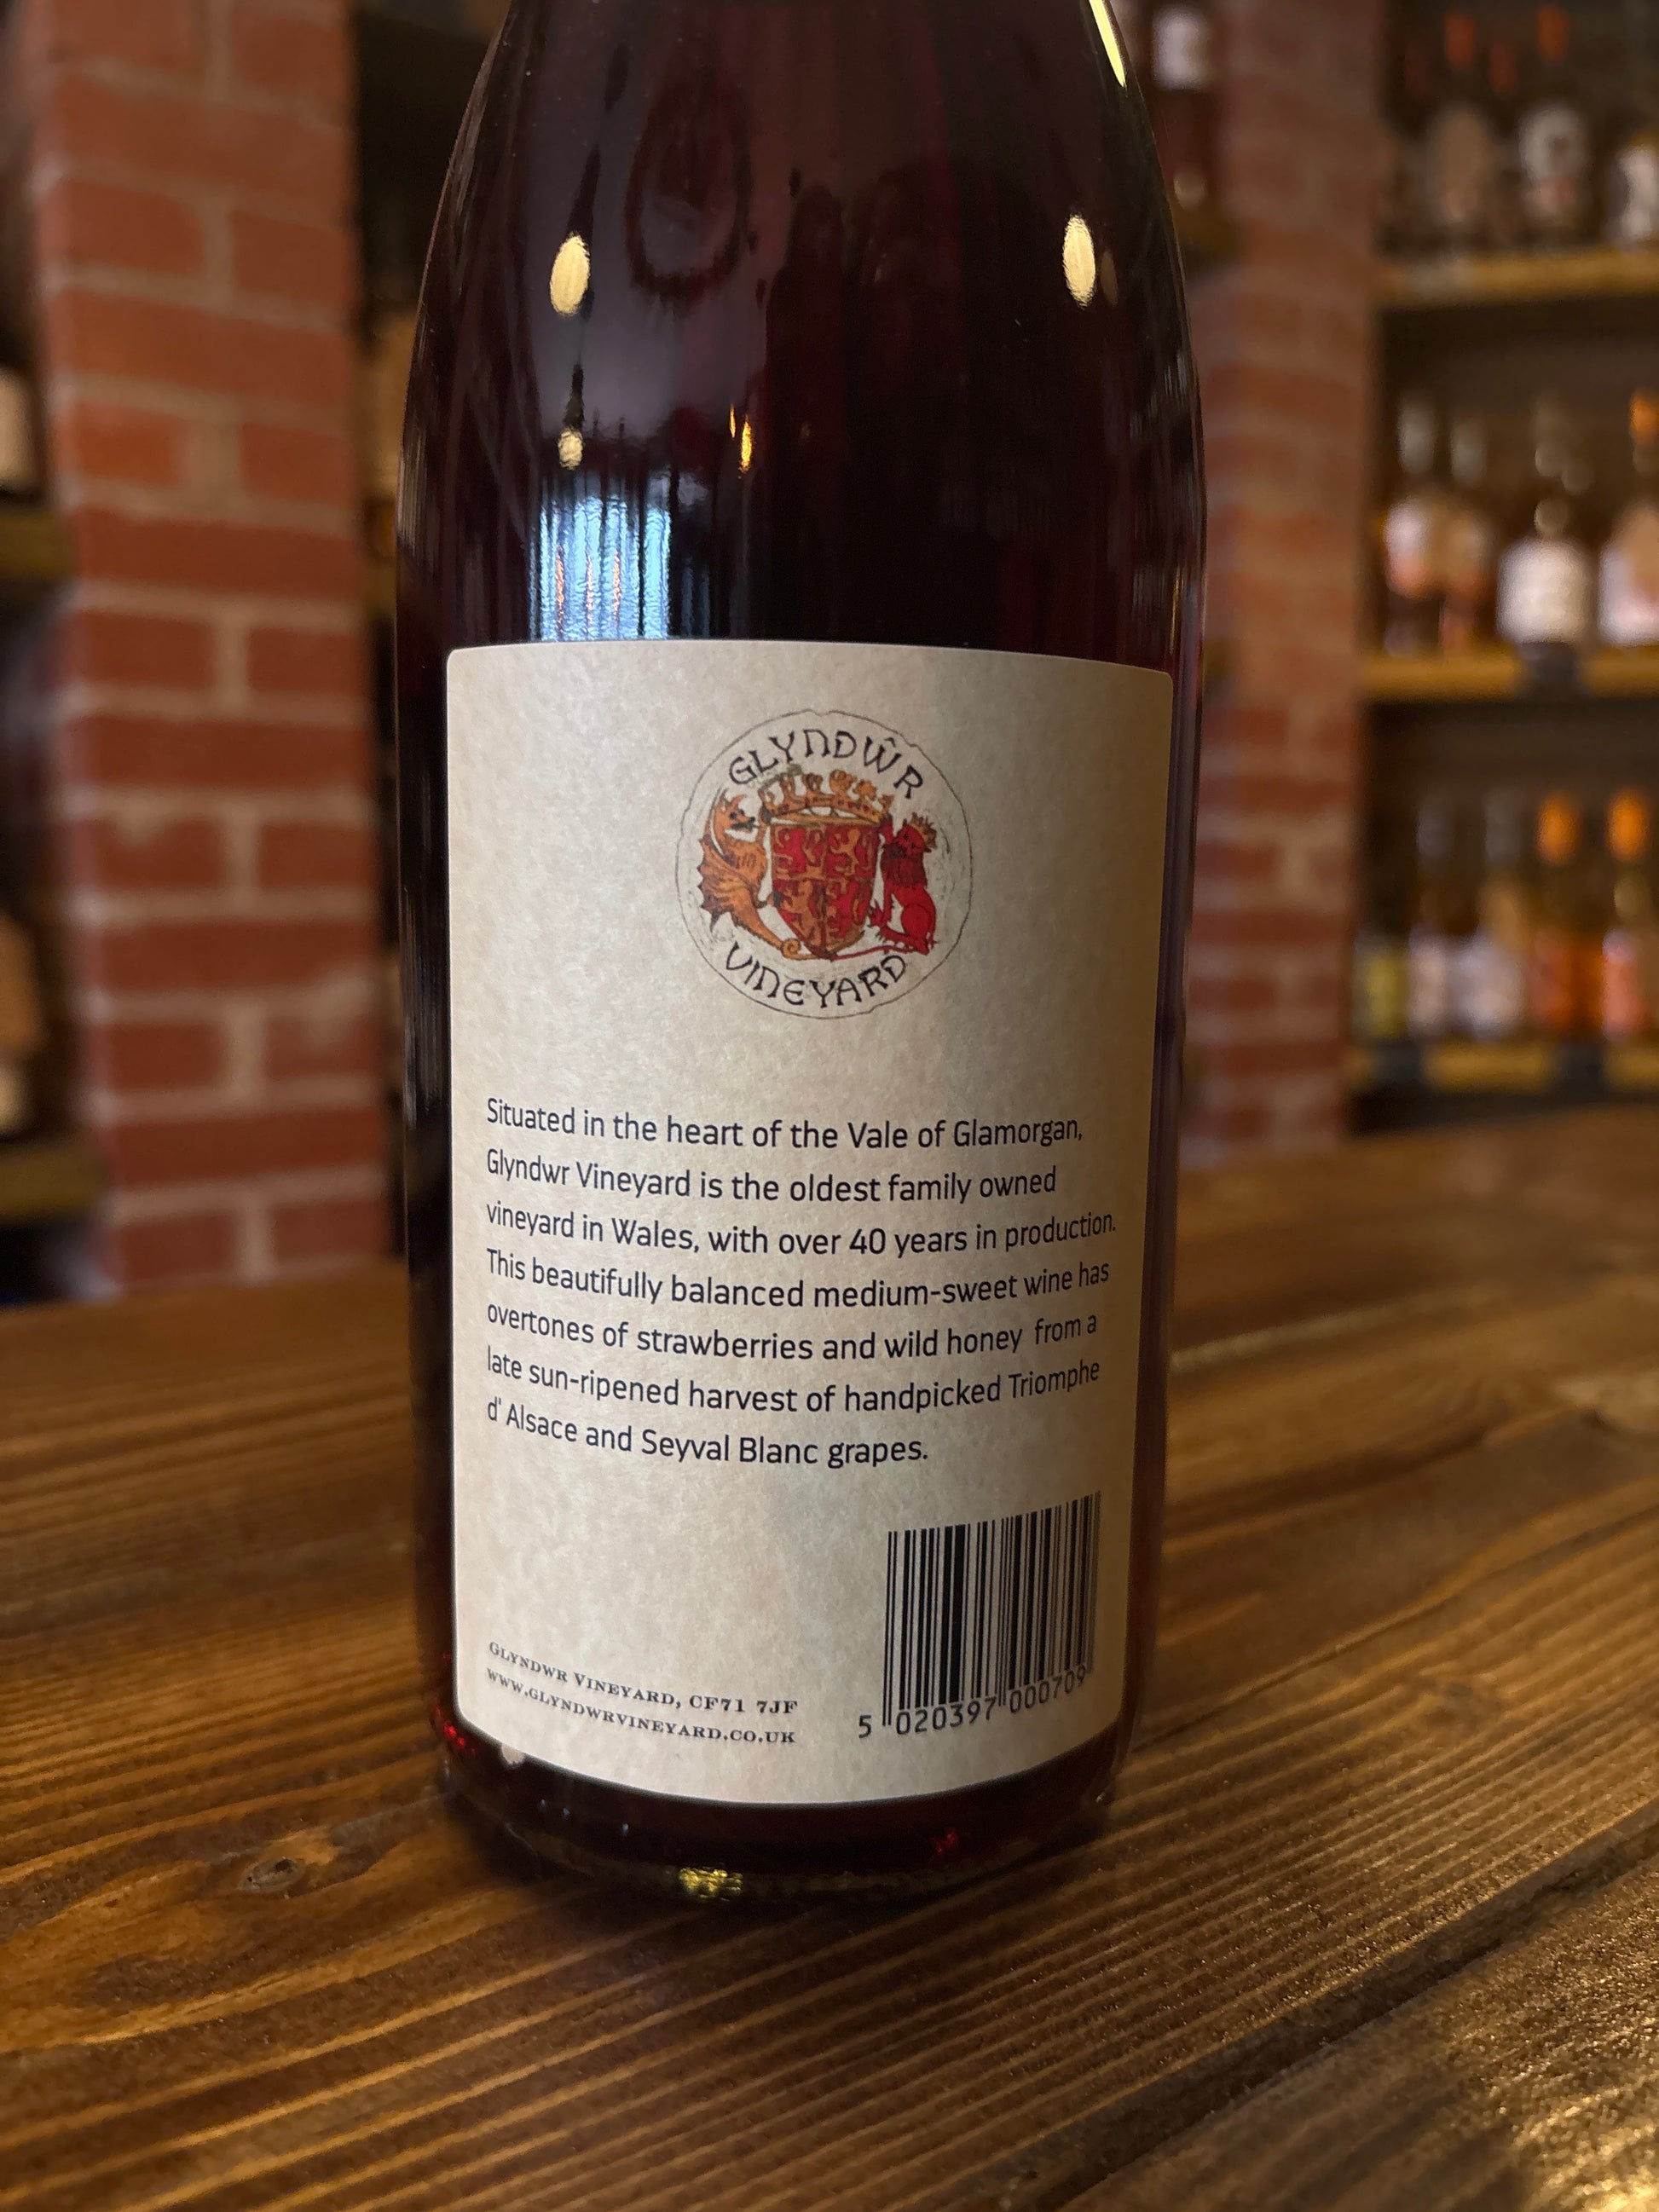 GLYNDŴR
VINEYARD
Situated in the heart of the Vale of Glamorgan,
Glyndwr Vineyard is the oldest family owned
vineyard in Wales, with over 40 years in production.
This beautifully balanced medium-sweet wine has
overtones of strawberries and wild honey from a
late sun-ripened harvest of handpicked Triomphe
d' Alsace and Seyval Blanc grapes.
GLYNDWR VINEYARD, CF71 7JF
WWW.GLYNDWRVINEYARD.CO.UK
5 020397 000709